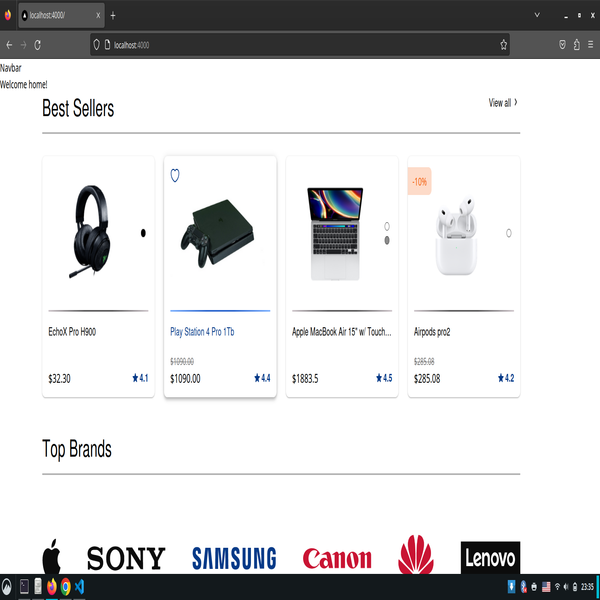 localhost:4000/
localhost:4000
Navbar
Welcome home!
Best Sellers
View all
-10%
EchoX Pro H900
Play Station 4 Pro 1Tb
Apple MacBook Air 15" w/ Touch...
Airpods pro2
$1090.00
$285.08
$32.30
4.1
$1090.00
4.4
$1883.5
4.5
$285.08
4.2
Top Brands
SONY
SAMSUNG
Canon
HUAWEI
Lenovo
23:35